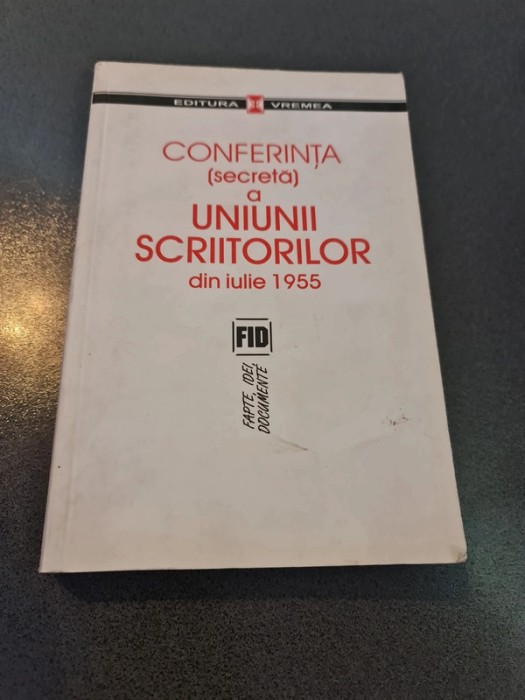 EDITURA VREMEA
CONFERINȚA
(secretă)
a
UNIUNII
SCRIITORILOR
din iulie 1955
FID
FAPTE, IDEI,
DOCUMENTE